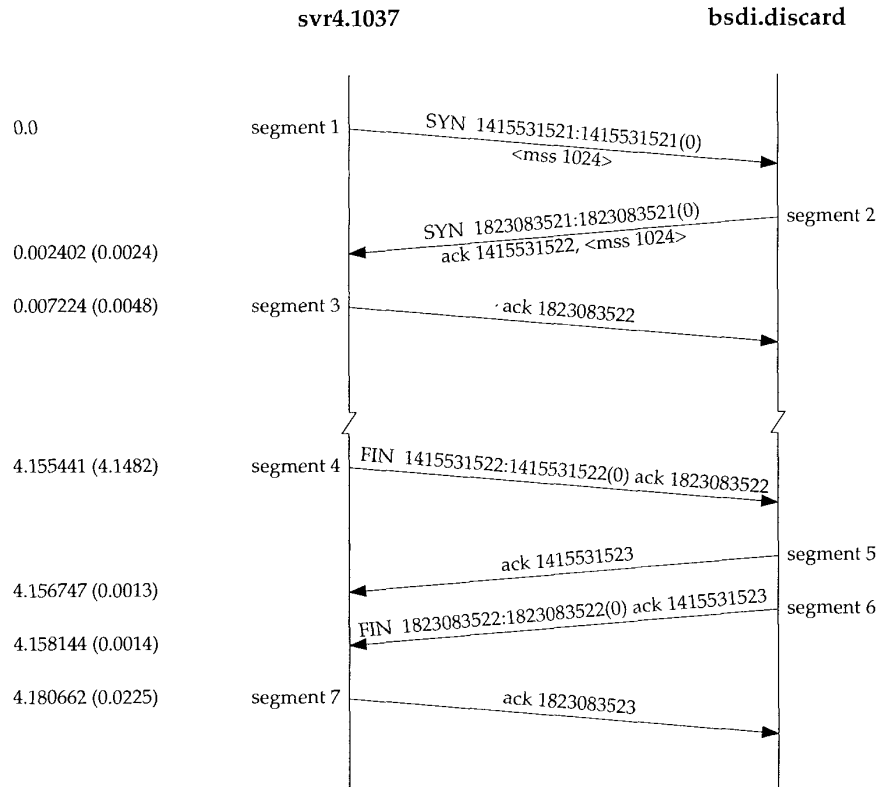 svr4.1037 bsdi.discard
0.0 segment 1 SYN 1415531521:1415531521(0)
<mss 1024>
SYN 1823083521:1823083521(0) segment 2
0.002402 (0.0024) ack 1415531522, <mss 1024>
0.007224 (0.0048) segment 3 ack 1823083522
4.155441 (4.1482) segment 4 FIN 1415531522:1415531522(0) ack 1823083522
ack 1415531523 segment 5
4.156747 (0.0013)
FIN 1823083522:1823083522(0) ack 1415531523 segment 6
4.158144 (0.0014)
4.180662 (0.0225) segment 7 ack 1823083523